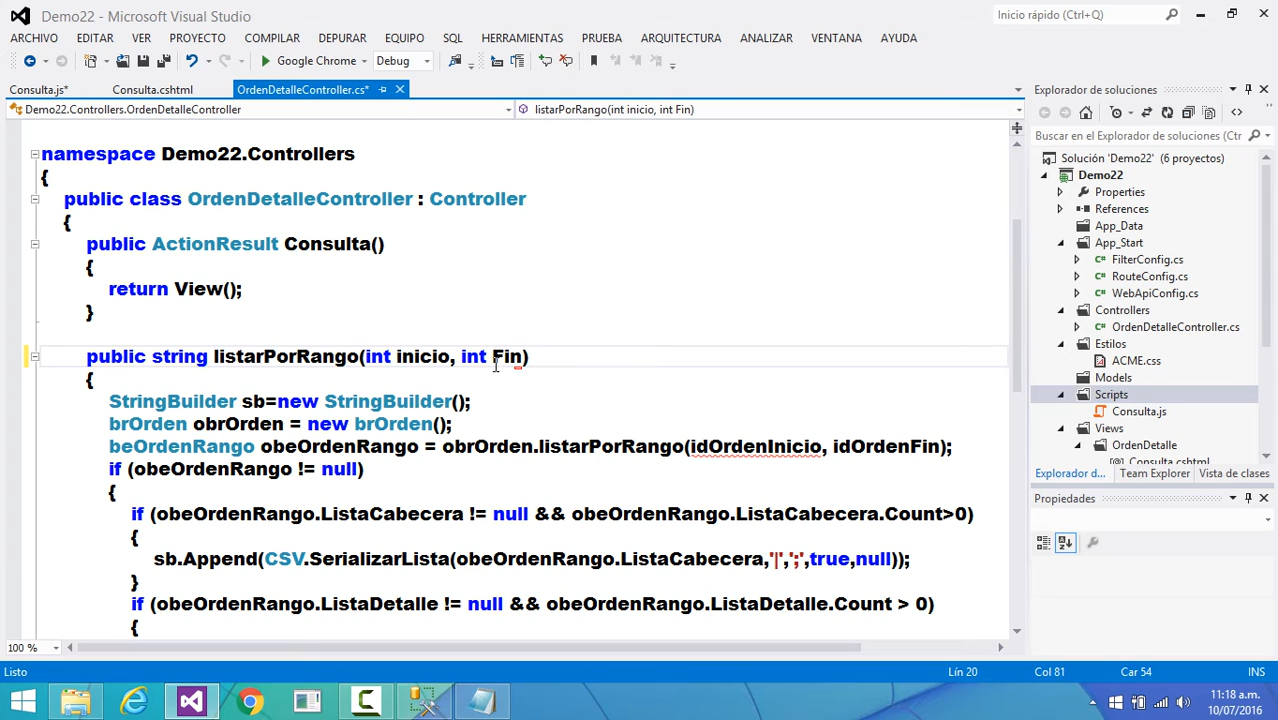 Demo22 - Microsoft Visual Studio
Inicio rápido (Ctrl+Q)
ARCHIVO EDITAR VER PROYECTO COMPILAR DEPURAR EQUIPO SQL HERRAMIENTAS PRUEBA ARQUITECTURA ANALIZAR VENTANA AYUDA
Google Chrome Debug
Consulta.js* Consulta.cshtml OrdenDetalleController.cs*
Demo22.Controllers.OrdenDetalleController listarPorRango(int inicio, int Fin)
namespace Demo22.Controllers
{
public class OrdenDetalleController : Controller
{
public ActionResult Consulta()
{
return View();
}
public string listarPorRango(int inicio, int Fin)
{
StringBuilder sb=new StringBuilder();
brOrden obrOrden = new brOrden();
beOrdenRango obeOrdenRango = obrOrden.listarPorRango(idOrdenInicio, idOrdenFin);
if (obeOrdenRango != null)
{
if (obeOrdenRango.ListaCabecera != null && obeOrdenRango.ListaCabecera.Count>0)
{
sb.Append(CSV.SerializarLista(obeOrdenRango.ListaCabecera,'|',';',true,null));
}
if (obeOrdenRango.ListaDetalle != null && obeOrdenRango.ListaDetalle.Count > 0)
{
100 %
Explorador de soluciones
Buscar en el Explorador de soluciones (Ctr
Solución 'Demo22' (6 proyectos)
Demo22
Properties
References
App_Data
App_Start
FilterConfig.cs
RouteConfig.cs
WebApiConfig.cs
Controllers
OrdenDetalleController.cs
Estilos
ACME.css
Models
Scripts
Consulta.js
Views
OrdenDetalle
Consulta.cshtml
Explorador d... Team Explorer Vista de clases
Propiedades
Listo Lín 20 Col 81 Car 54 INS
11:18 a.m.
10/07/2016